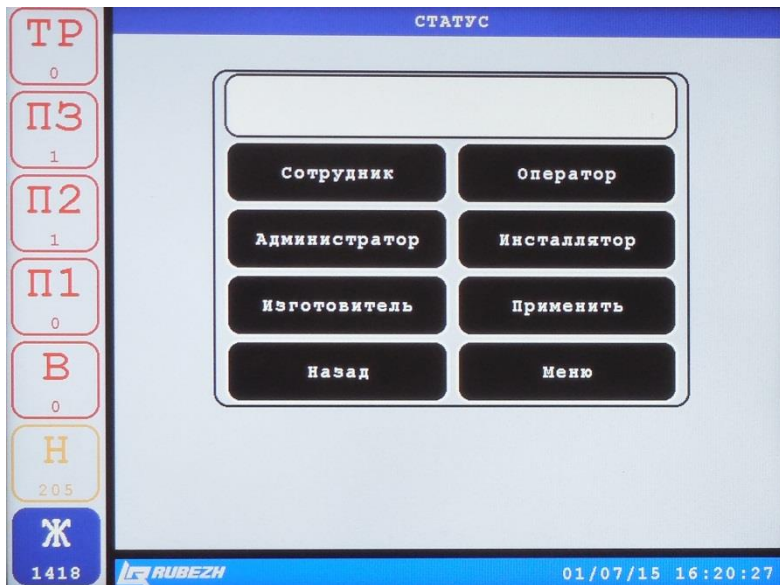 СТАТУС
ТР
0
ПЗ
1
П2
1
П1
0
В
0
Н
205
Ж
1418
Сотрудник
Оператор
Администратор
Инсталлятор
Изготовитель
Применить
Назад
Меню
RUBEZH
01/07/15 16:20:27